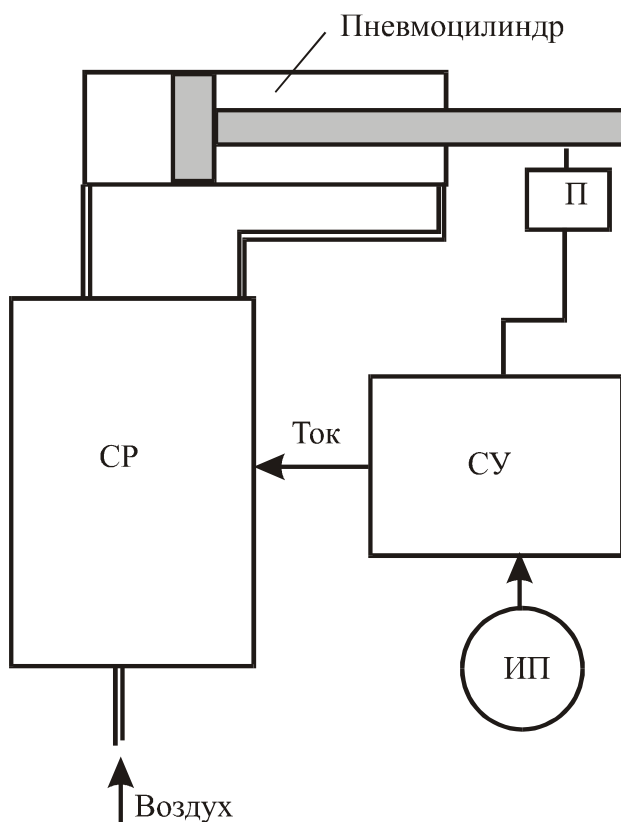 Пневмоцилиндр
П
Ток
СР
СУ
ИП
Воздух